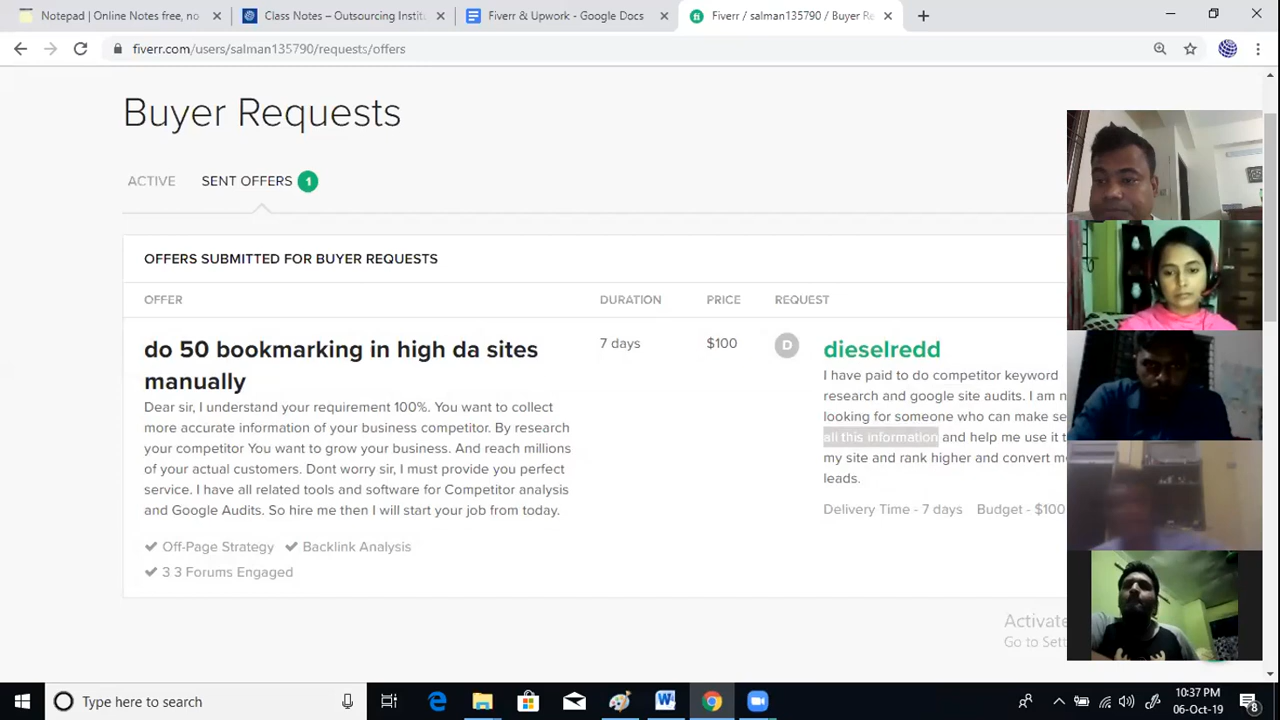 Notepad | Online Notes free, no
Class Notes – Outsourcing Instit
Fiverr & Upwork - Google Docs
Fiverr / salman135790 / Buyer Re
fiverr.com/users/salman135790/requests/offers
Buyer Requests
ACTIVE
SENT OFFERS 1
OFFERS SUBMITTED FOR BUYER REQUESTS
OFFER
DURATION
PRICE
REQUEST
do 50 bookmarking in high da sites
manually
Dear sir, I understand your requirement 100%. You want to collect
more accurate information of your business competitor. By research
your competitor You want to grow your business. And reach millions
of your actual customers. Dont worry sir, I must provide you perfect
service. I have all related tools and software for Competitor analysis
and Google Audits. So hire me then I will start your job from today.
Off-Page Strategy
Backlink Analysis
3 3 Forums Engaged
7 days
$100
D
dieselredd
I have paid to do competitor keyword
research and google site audits. I am n
looking for someone who can make se
all this information and help me use it t
my site and rank higher and convert mo
leads.
Delivery Time - 7 days
Budget - $100
Activate
Go to Sett
Type here to search
10:37 PM
06-Oct-19
8